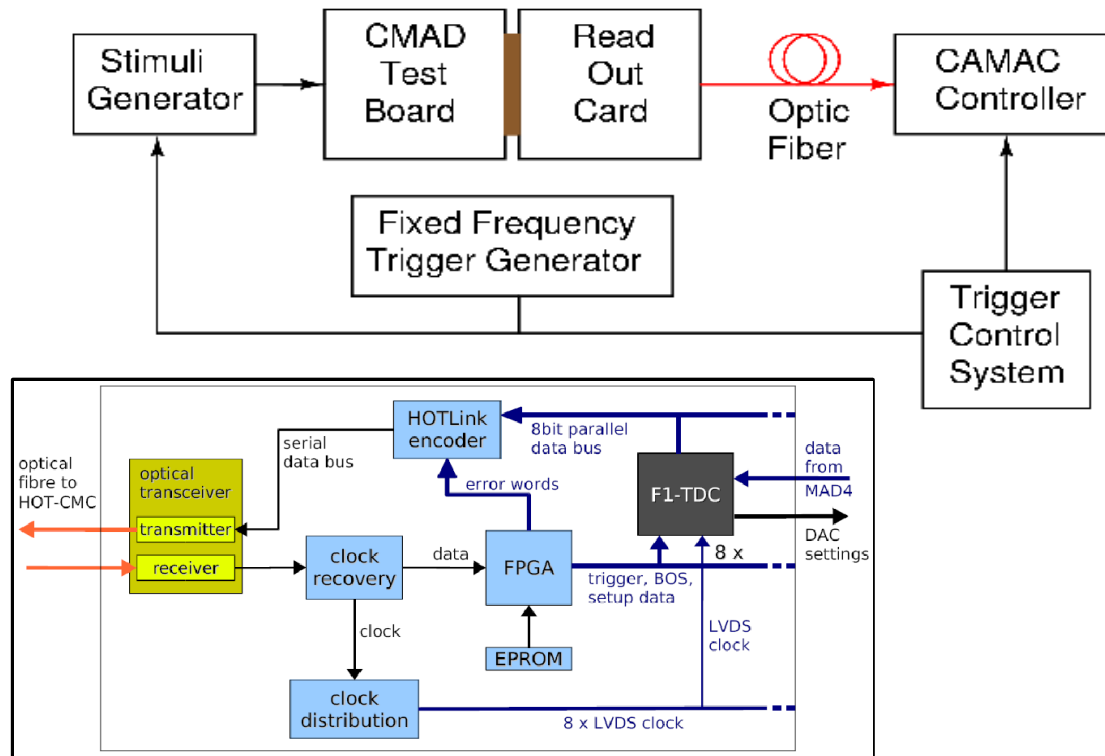 Stimuli
Generator
CMAD
Test
Board
Read
Out
Card
Optic
Fiber
CAMAC
Controller
Fixed Frequency
Trigger Generator
Trigger
Control
System
optical
fibre to
HOT-CMC
optical
transceiver
transmitter
receiver
serial
data bus
HOTLink
encoder
8bit parallel
data bus
error words
F1-TDC
data
from
MAD4
DAC
settings
8 x
clock
recovery
data
FPGA
trigger, BOS,
setup data
clock
EPROM
LVDS
clock
clock
distribution
8 x LVDS clock